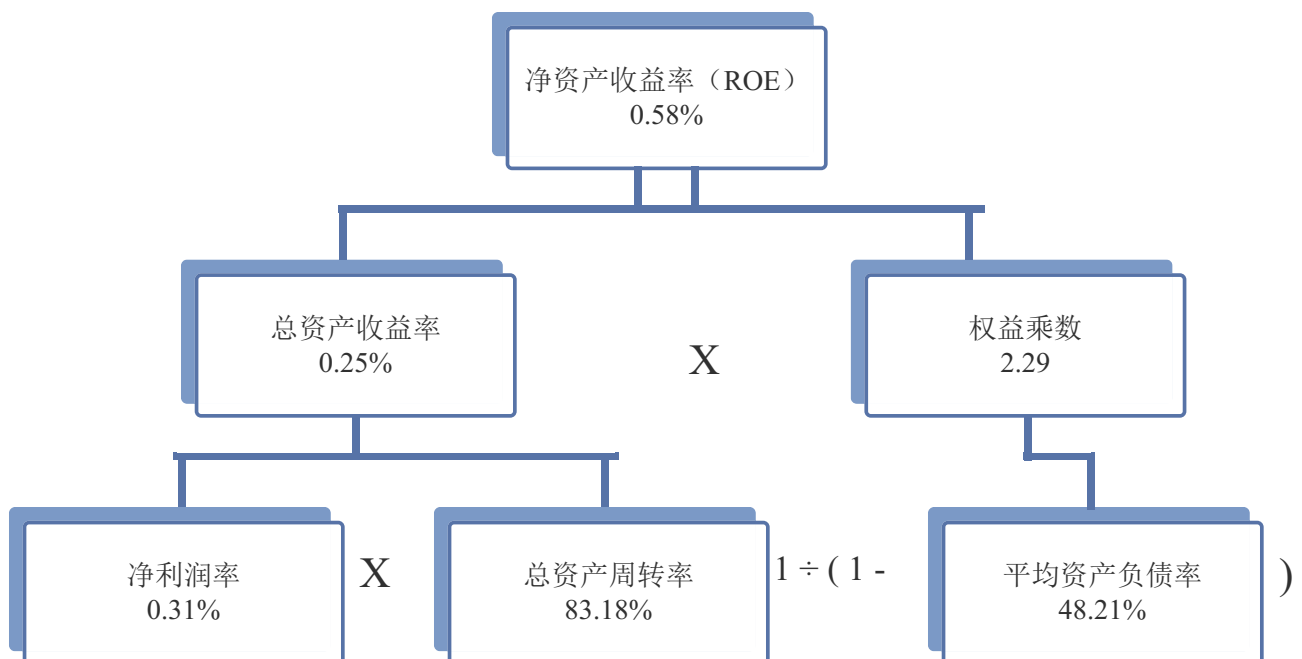 净资产收益率（ROE）
0.58%
总资产收益率
0.25%
X
权益乘数
2.29
净利润率
0.31%
X
总资产周转率
83.18%
1 ÷ ( 1 -
平均资产负债率
48.21%
)